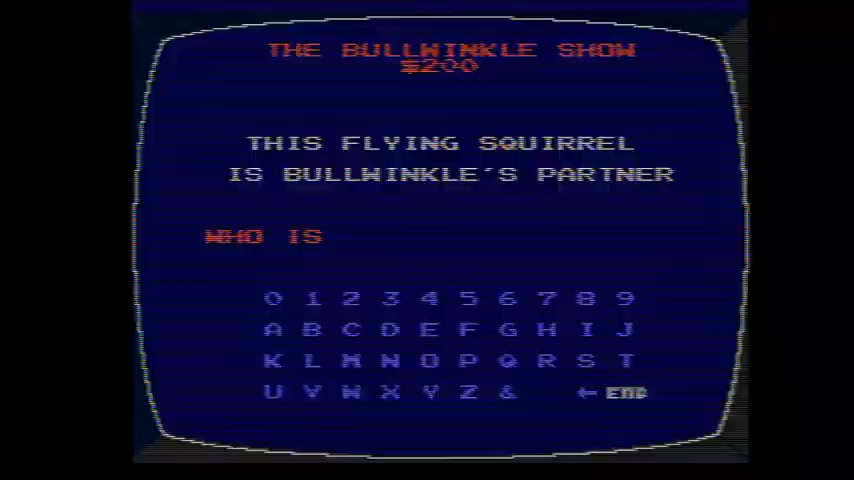 THE BULLWINKLE SHOW
$200
THIS FLYING SQUIRREL
IS BULLWINKLE'S PARTNER
WHO IS
0 1 2 3 4 5 6 7 8 9
A B C D E F G H I J
K L M N O P Q R S T
U V W X Y Z & ← END